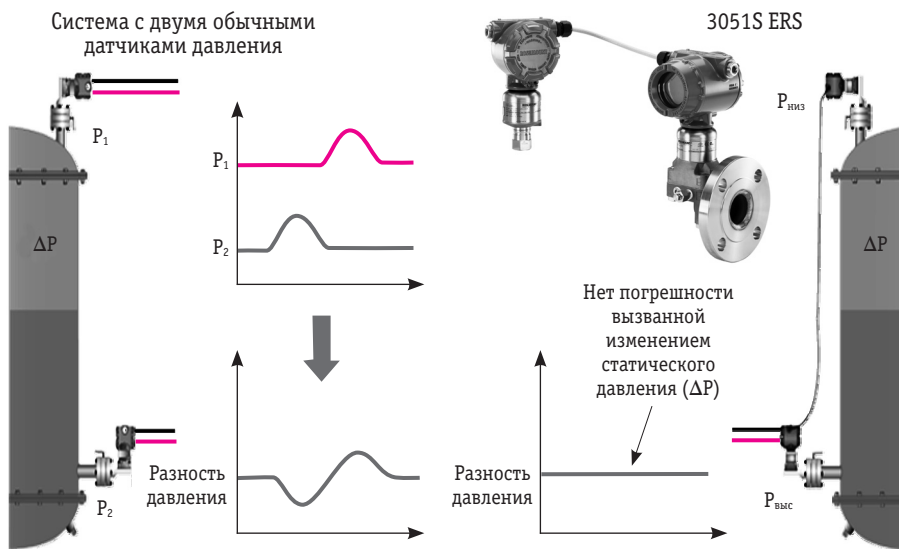 Система с двумя обычными
датчиками давления
3051S ERS
P₁
P₁
P₂
ΔP
Разность
давления
P₂
Pниз
ΔP
Нет погрешности
вызванной
изменением
статического
давления (ΔP)
Разность
давления
Pвыс